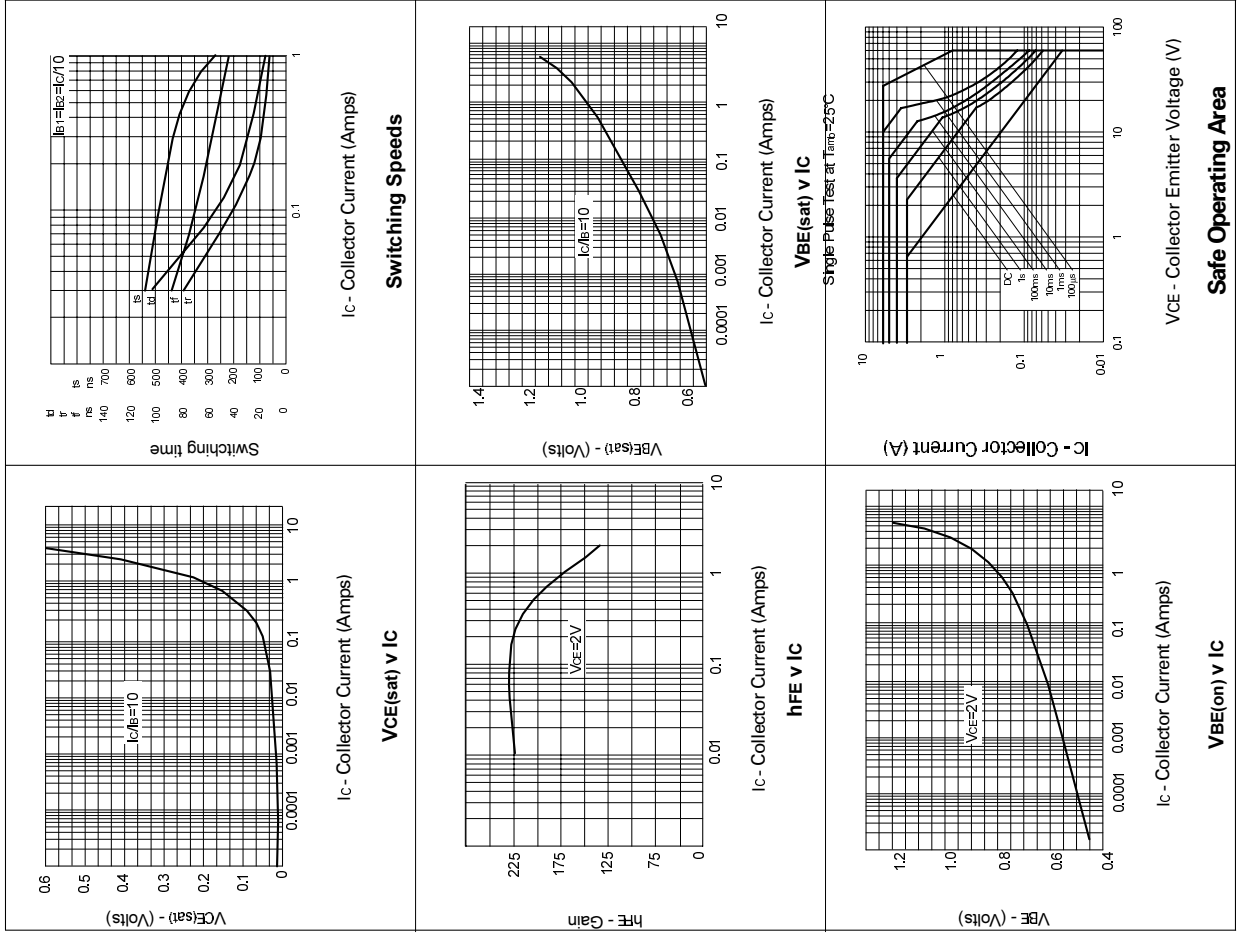 VCE(sat) - (Volts)
0.6
0.5
0.4
0.3
0.2
0.1
0
IC/IB=10
0.0001
0.001
0.01
0.1
1
10
IC - Collector Current (Amps)
VCE(sat) v IC
Switching time
td
tr
tf
ns
140
120
100
80
60
40
20
0
ts
ns
700
600
500
400
300
200
100
0
IB1=IB2=IC/10
ts
td
tf
tr
0.1
1
IC - Collector Current (Amps)
Switching Speeds
hFE - Gain
225
175
125
75
0
VCE=2V
0.01
0.1
1
10
IC - Collector Current (Amps)
hFE v IC
VBE(sat) - (Volts)
1.4
1.2
1.0
0.8
0.6
IC/IB=10
0.0001
0.001
0.01
0.1
1
10
IC - Collector Current (Amps)
VBE(sat) v IC
VBE - (Volts)
1.2
1.0
0.8
0.6
0.4
VCE=2V
0.0001
0.001
0.01
0.1
1
10
IC - Collector Current (Amps)
VBE(on) v IC
Single Pulse Test at Tamb=25°C
IC - Collector Current (A)
10
1
0.1
0.01
DC
1s
100ms
10ms
1ms
100µs
0.1
1
10
100
VCE - Collector Emitter Voltage (V)
Safe Operating Area